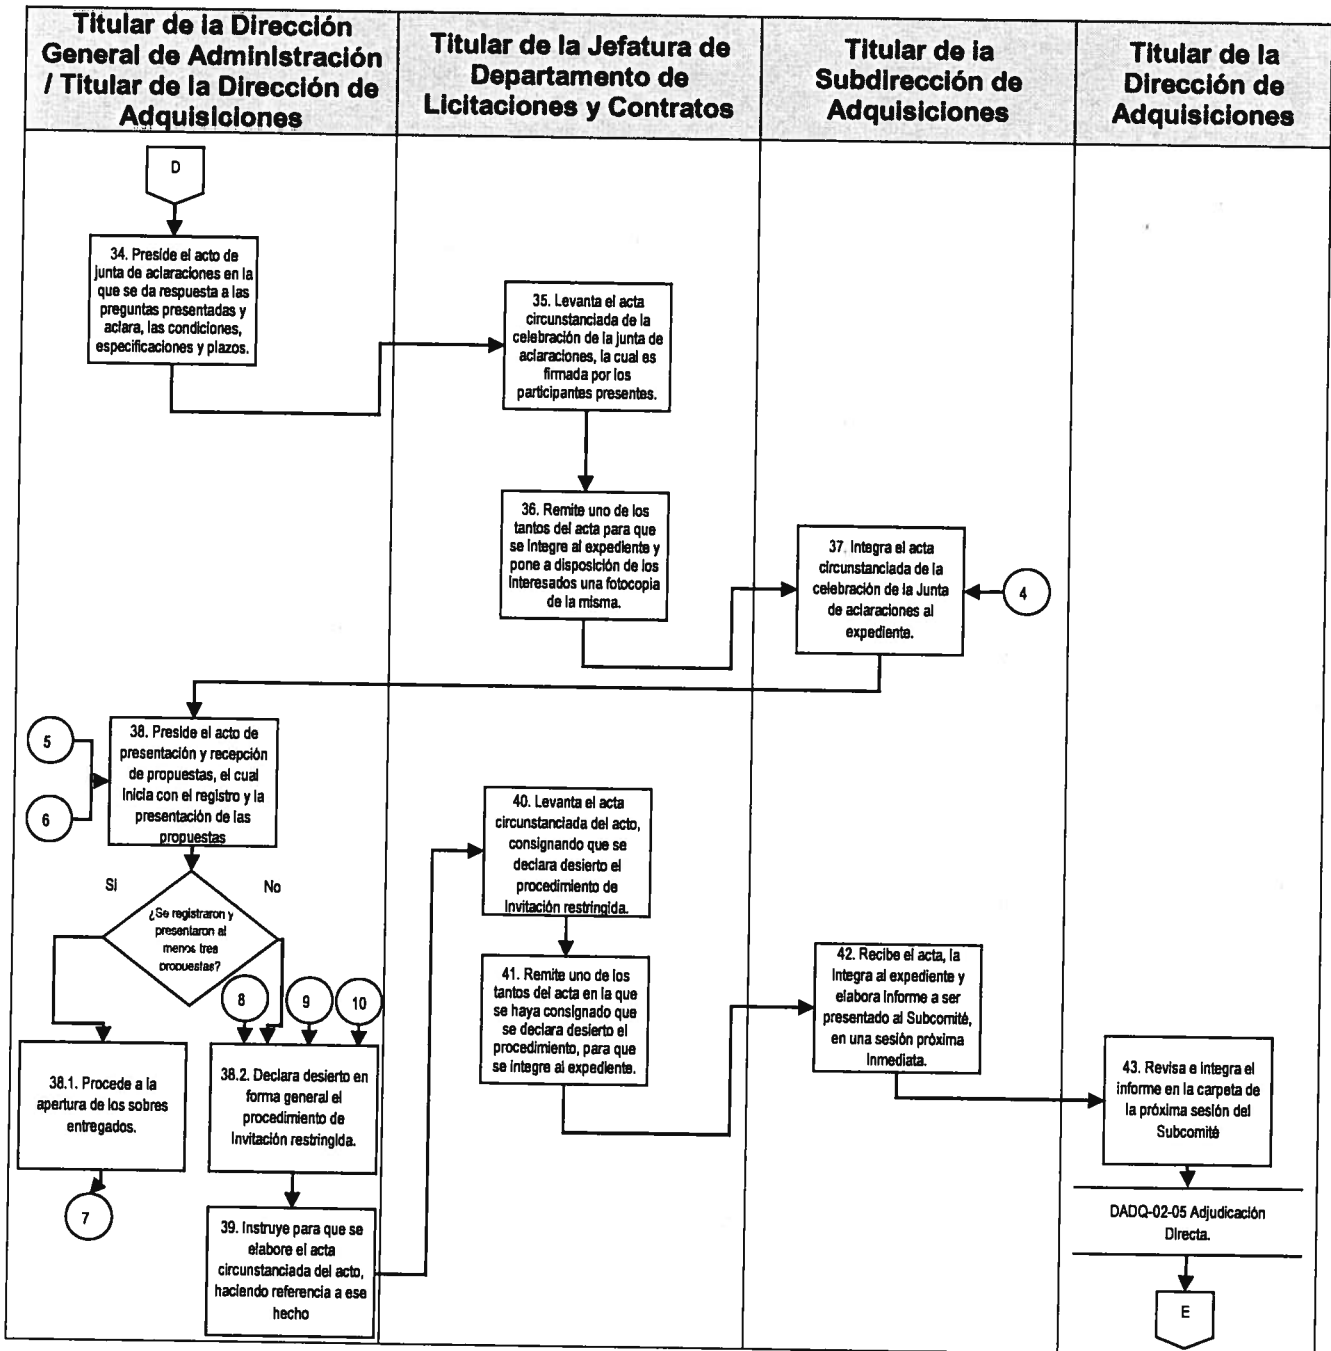 Titular de la Dirección
General de Administración
/ Titular de la Dirección de
Adquisiciones
Titular de la Jefatura de
Departamento de
Licitaciones y Contratos
Titular de la
Subdirección de
Adquisiciones
Titular de la
Dirección de
Adquisiciones
D
34. Preside el acto de
junta de aclaraciones en la
que se da respuesta a las
preguntas presentadas y
aclara, las condiciones,
especificaciones y plazos.
35. Levanta el acta
circunstanciada de la
celebración de la junta de
aclaraciones, la cual es
firmada por los
participantes presentes.
36. Remite uno de los
tantos del acta para que
se integre al expediente y
pone a disposición de los
interesados una fotocopia
de la misma.
37. Integra el acta
circunstanciada de la
celebración de la Junta
de aclaraciones al
expediente.
4
5
6
38. Preside el acto de
presentación y recepción
de propuestas, el cual
inicia con el registro y la
presentación de las
propuestas
Si
No
¿Se registraron y
presentaron al
menos tres
propuestas?
8
9
10
38.1. Procede a la
apertura de los sobres
entregados.
7
38.2. Declara desierto en
forma general el
procedimiento de
Invitación restringida.
39. Instruye para que se
elabore el acta
circunstanciada del acto,
haciendo referencia a ese
hecho
40. Levanta el acta
circunstanciada del acto,
consignando que se
declara desierto el
procedimiento de
Invitación restringida.
41. Remite uno de los
tantos del acta en la que
se haya consignado que
se declara desierto el
procedimiento, para que
se integre al expediente.
42. Recibe el acta, la
Integra al expediente y
elabora Informe a ser
presentado al Subcomité,
en una sesión próxima
Inmediata.
43. Revisa e integra el
informe en la carpeta de
la próxima sesión del
Subcomité
DADQ-02-05 Adjudicación
Directa.
E